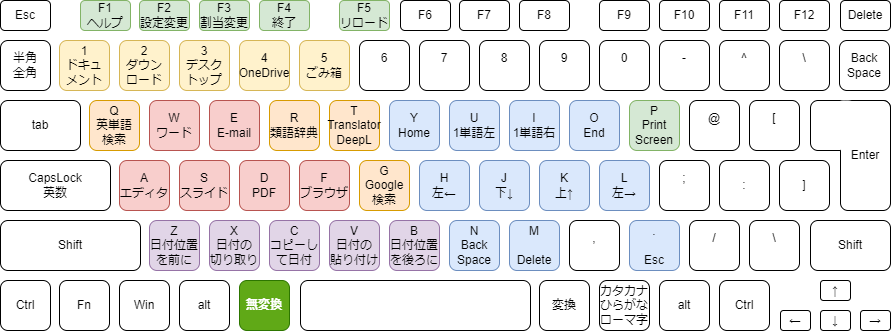 Esc
F1
ヘルプ
F2
設定変更
F3
割当変更
F4
終了
F5
リロード
F6
F7
F8
F9
F10
F11
F12
Delete
半角
全角
1
ドキュ
メント
2
ダウン
ロード
3
デスク
トップ
4
OneDrive
5
ごみ箱
6
7
8
9
0
-
^
\
Back
Space
tab
Q
英単語
検索
W
ワード
E
E-mail
R
類語辞典
T
Translator
DeepL
Y
Home
U
1単語左
I
1単語右
O
End
P
Print
Screen
@
[
Enter
CapsLock
英数
A
エディタ
S
スライド
D
PDF
F
ブラウザ
G
Google
検索
H
左←
J
下↓
K
上↑
L
左→
;
:
]
Shift
Z
日付位置
を前に
X
日付の
切り取り
C
コピーし
て日付
V
日付の
貼り付け
B
日付位置
を後ろに
N
Back
Space
M
Delete
,
.
Esc
/
\
Shift
Ctrl
Fn
Win
alt
無変換
変換
カタカナ
ひらがな
ローマ字
alt
Ctrl
↑
←
↓
→